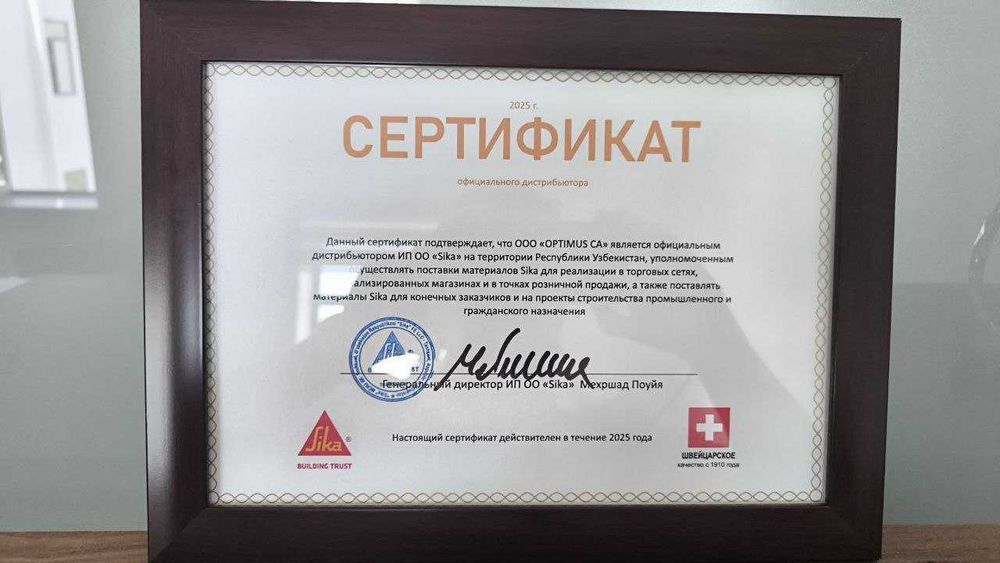 2025 г.
СЕРТИФИКАТ
официального дистрибьютора
Данный сертификат подтверждает, что ООО «OPTIMUS CA» является официальным
дистрибьютором ИП ОО «Sika» на территории Республики Узбекистан, уполномоченным
осуществлять поставки материалов Sika для реализации в торговых сетях,
ализированных магазинах и в точках розничной продажи, а также поставлять
материалы Sika для конечных заказчиков и на проекты строительства промышленного и
гражданского назначения
Генеральный директор ИП ОО «Sika» Мехршад Поуйя
Sika®
BUILDING TRUST
Настоящий сертификат действителен в течение 2025 года
ШВЕЙЦАРСКОЕ
качество с 1910 года